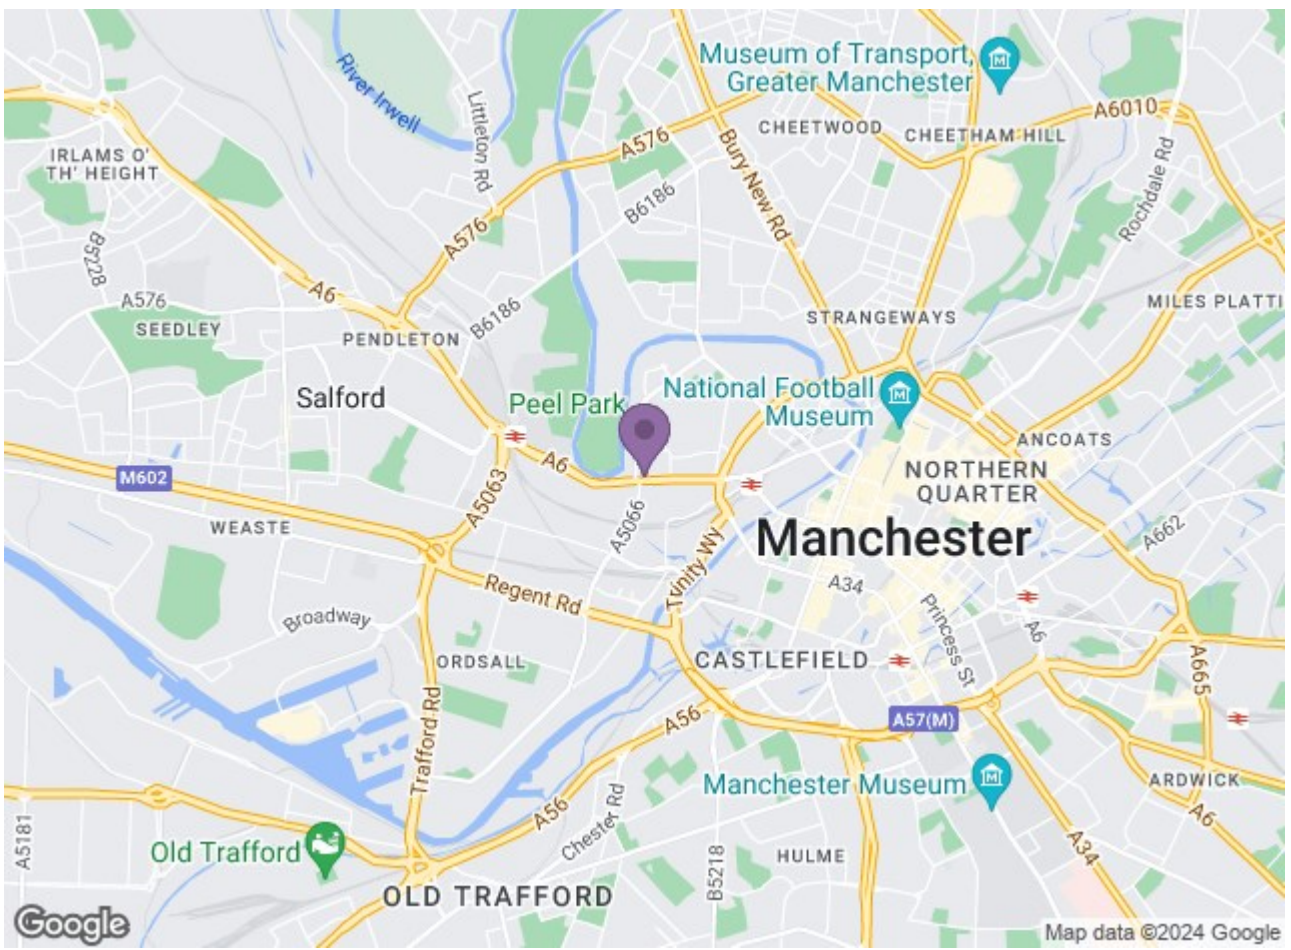 River Irwell
Littleton Rd
Museum of Transport,
Greater Manchester
A6010
CHEETWOOD
CHEETHAM HILL
A576
Bury New Rd
Rochdale Rd
IRLAMS O'
TH' HEIGHT
B6186
B5228
A576
A6
A576
SEEDLEY
B6186
PENDLETON
STRANGEWAYS
MILES PLATTI
Salford
Peel Park
National Football
Museum
ANCOATS
NORTHERN
QUARTER
M602
A6
A5063
A5066
WEASTE
Manchester
A662
Trinity Wy
A34
Regent Rd
Princess St
A6
Broadway
ORDSALL
CASTLEFIELD
A665
Trafford Rd
A56
A57(M)
Manchester Museum
ARDWICK
A56
Chester Rd
A6
A5181
Old Trafford
B5218
HULME
A34
OLD TRAFFORD
Google
Map data ©2024 Google